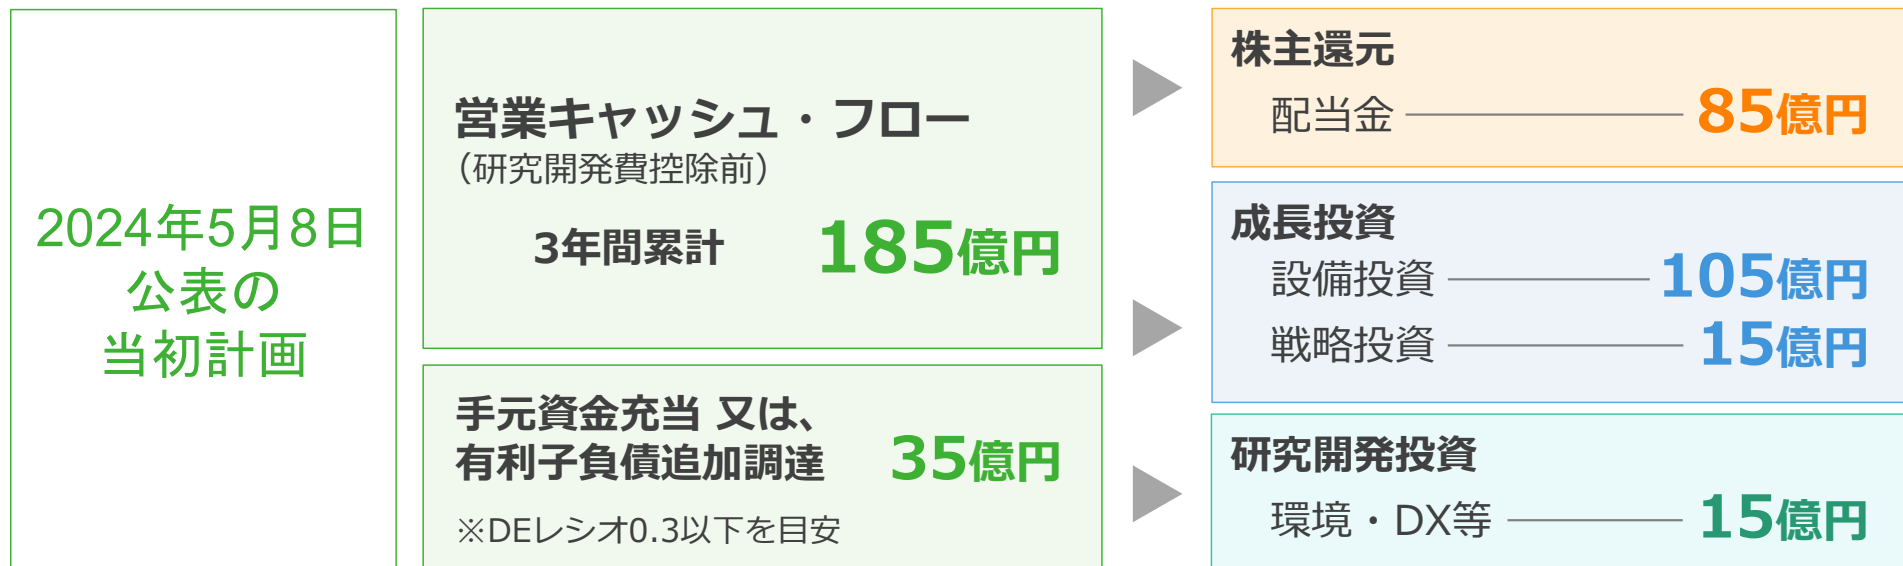 2024年5月8日
公表の
当初計画
営業キャッシュ・フロー
（研究開発費控除前）
3年間累計 185億円
手元資金充当 又は、
有利子負債追加調達 35億円
※DEレシオ0.3以下を目安
株主還元
配当金 85億円
成長投資
設備投資 105億円
戦略投資 15億円
研究開発投資
環境・DX等 15億円